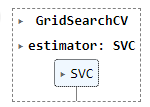 ▸ GridSearchCV
▸ estimator: SVC
▸ SVC